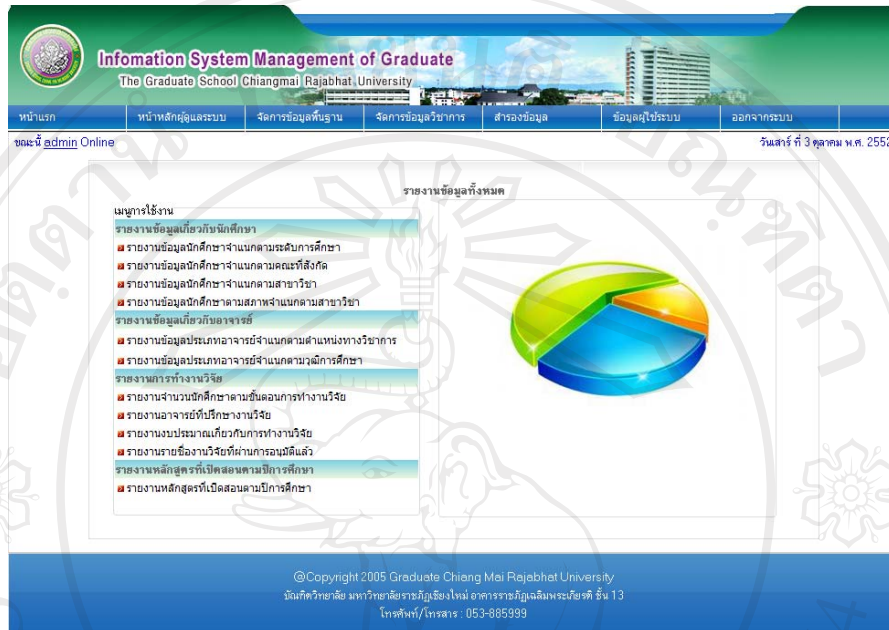 Infomation System Management of Graduate
The Graduate School Chiangmai Rajabhat University
หน้าแรก หน้าหลักผู้ดูแลระบบ จัดการข้อมูลพื้นฐาน จัดการข้อมูลวิชาการ สำรองข้อมูล ข้อมูลผู้ใช้ระบบ ออกจากระบบ
ขณะนี้ admin Online วันเสาร์ ที่ 3 ตุลาคม พ.ศ. 2552
รายงานข้อมูลทั้งหมด
เมนูการใช้งาน
รายงานข้อมูลเกี่ยวกับนักศึกษา
รายงานข้อมูลนักศึกษาจำแนกตามระดับการศึกษา
รายงานข้อมูลนักศึกษาจำแนกตามคณะที่สังกัด
รายงานข้อมูลนักศึกษาจำแนกตามสาขาวิชา
รายงานข้อมูลนักศึกษาตามสภาพจำแนกตามสาขาวิชา
รายงานข้อมูลเกี่ยวกับอาจารย์
รายงานข้อมูลประเภทอาจารย์จำแนกตามตำแหน่งทางวิชาการ
รายงานข้อมูลประเภทอาจารย์จำแนกตามวุฒิการศึกษา
รายงานการทำงานวิจัย
รายงานจำนวนนักศึกษาตามขั้นตอนการทำงานวิจัย
รายงานอาจารย์ที่ปรึกษางานวิจัย
รายงานงบประมาณเกี่ยวกับการทำงานวิจัย
รายงานรายชื่องานวิจัยที่ผ่านการอนุมัติแล้ว
รายงานหลักสูตรที่เปิดสอนตามปีการศึกษา
รายงานหลักสูตรที่เปิดสอนตามปีการศึกษา
@Copyright 2005 Graduate Chiang Mai Rajabhat University
บัณฑิตวิทยาลัย มหาวิทยาลัยราชภัฏเชียงใหม่ อาคารราชภัฏเฉลิมพระเกียรติ ชั้น 13
โทรศัพท์/โทรสาร : 053-885999